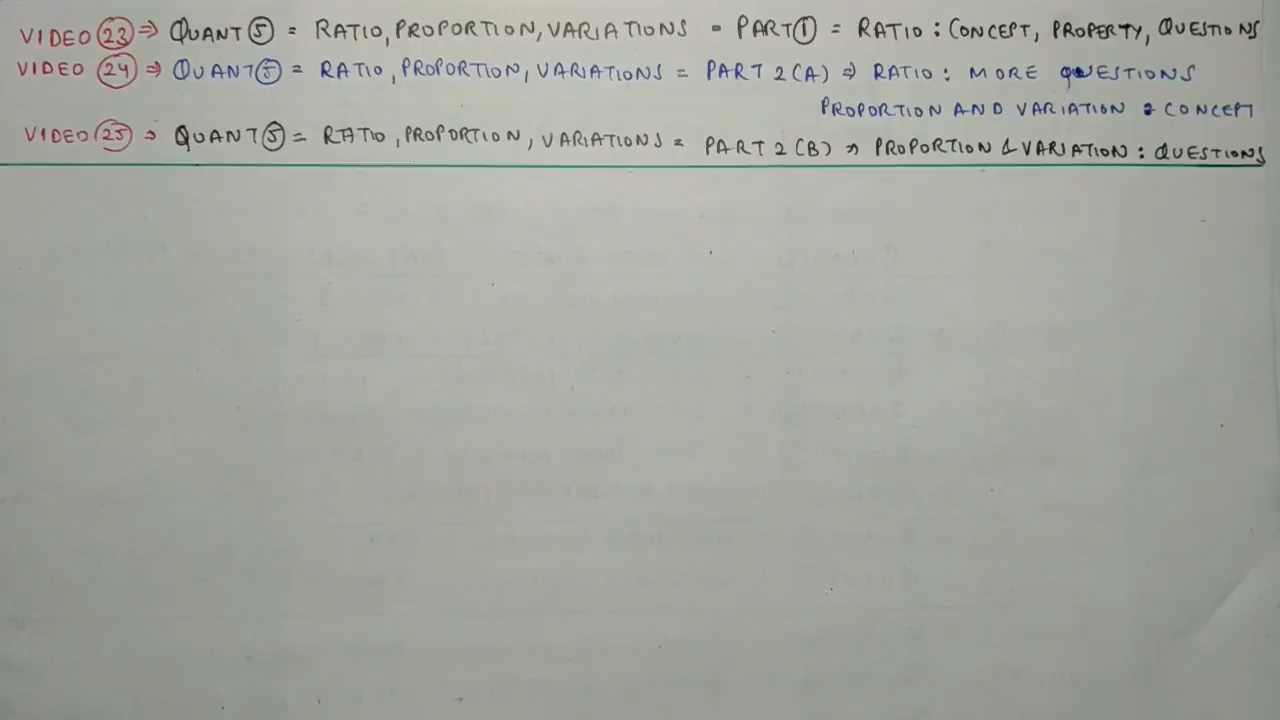 VIDEO 23 ⇒ QUANT 5 = RATIO, PROPORTION, VARIATIONS = PART 1 = RATIO : CONCEPT, PROPERTY, QUESTIONS
VIDEO 24 ⇒ QUANT 5 = RATIO, PROPORTION, VARIATIONS = PART 2 (A) ⇒ RATIO : MORE QUESTIONS
PROPORTION AND VARIATION : CONCEPT
VIDEO 25 ⇒ QUANT 5 = RATIO, PROPORTION, VARIATIONS = PART 2 (B) ⇒ PROPORTION & VARIATION : QUESTIONS